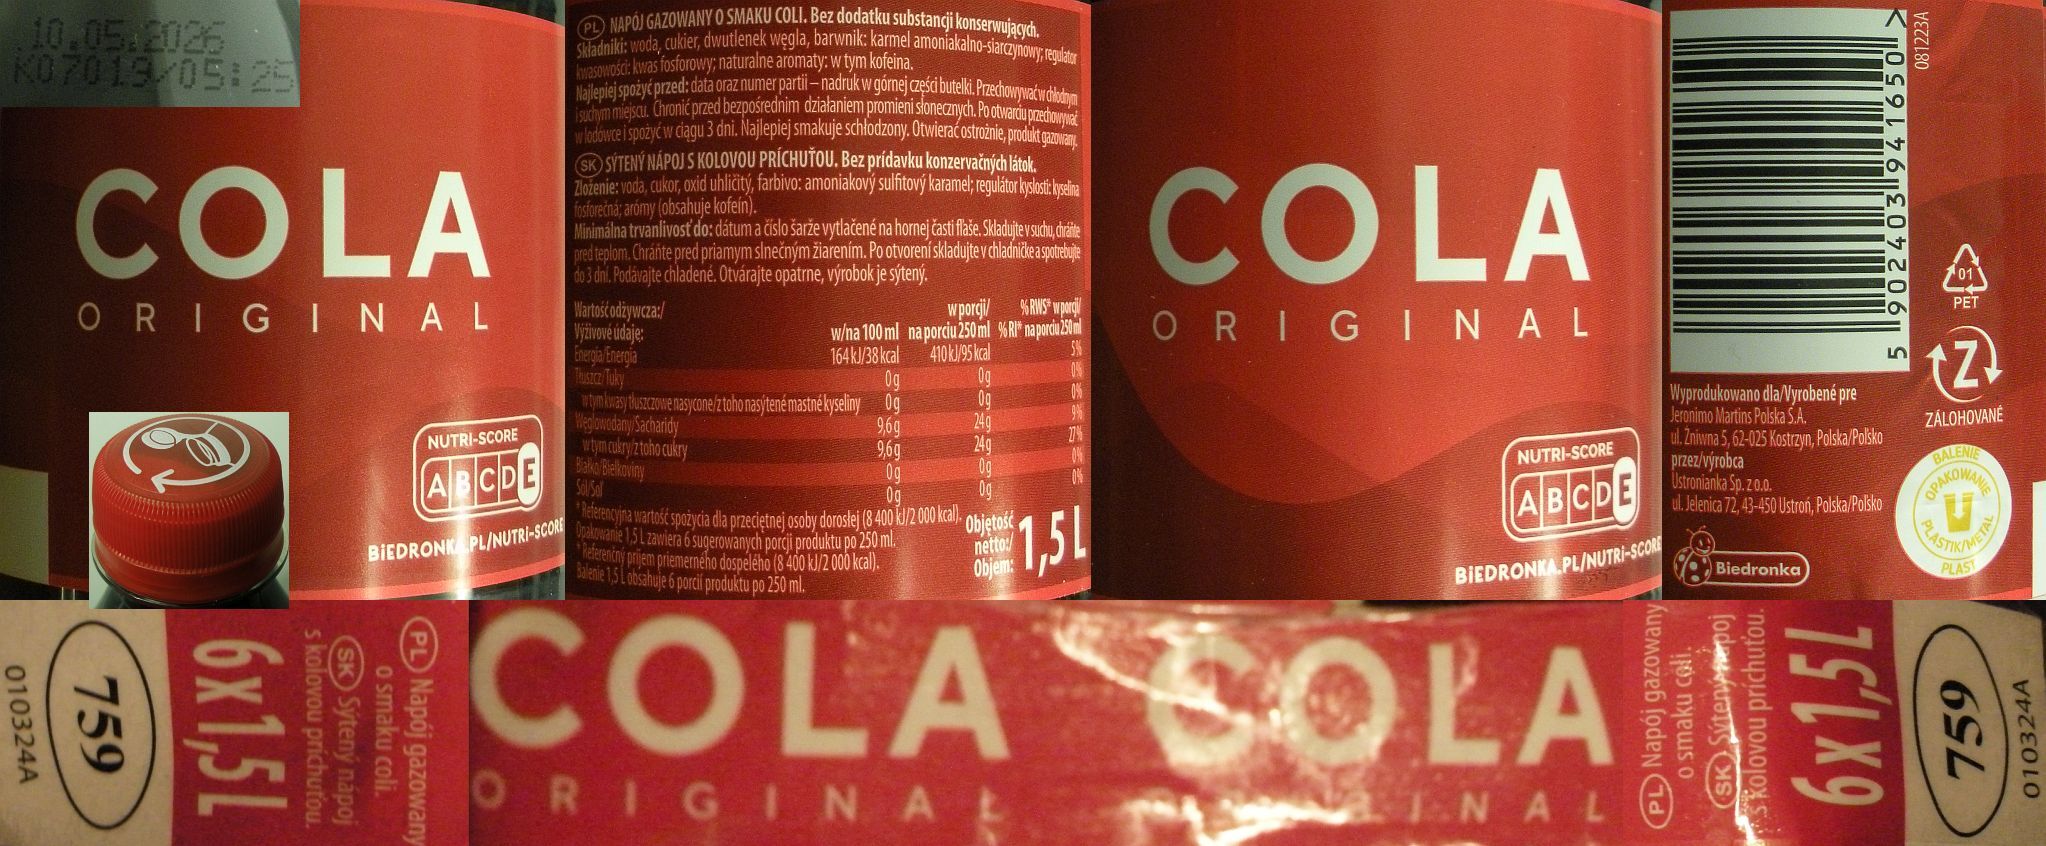 10.05.2026
K07019/05:25
COLA
ORIGINAL
NUTRI-SCORE
ABCDE
BIEDRONKA.PL/NUTRI-SCORE
PL NAPÓJ GAZOWANY O SMAKU COLI. Bez dodatku substancji konserwujących.
Składniki: woda, cukier, dwutlenek węgla, barwnik: karmel amoniakalno-siarczynowy; regulator
kwasowości: kwas fosforowy; naturalne aromaty: w tym kofeina.
Najlepiej spożyć przed: data oraz numer partii – nadruk w górnej części butelki. Przechowywać w chłodnym
i suchym miejscu. Chronić przed bezpośrednim działaniem promieni słonecznych. Po otwarciu przechowywać
w lodówce i spożyć w ciągu 3 dni. Najlepiej smakuje schłodzony. Otwierać ostrożnie, produkt gazowany.
SK SÝTENÝ NÁPOJ S KOLOVOU PRÍCHUŤOU. Bez prídavku konzervačných látok.
Zloženie: voda, cukor, oxid uhličitý, farbivo: amoniakový sulfitový karamel; regulátor kyslosti: kyselina
fosforečná; arómy (obsahuje kofeín).
Minimálna trvanlivosť do: dátum a číslo šarže vytlačené na hornej časti fľaše. Skladujte v suchu, chráňte
pred teplom. Chráňte pred priamym slnečným žiarením. Po otvorení skladujte v chladničke a spotrebujte
do 3 dní. Podávajte chladené. Otvárajte opatrne, výrobok je sýtený.
Wartość odżywcza:/ w porcji/ % RWS* w porcji/
Výživové údaje: w/na 100 ml na porciu 250 ml % RI* na porciu 250 ml
Energia/Energia 164 kJ/38 kcal 410 kJ/95 kcal 5%
Tłuszcz/Tuky 0 g 0 g 0%
w tym kwasy tłuszczowe nasycone/z toho nasýtené mastné kyseliny 0 g 0 g 0%
Węglowodany/Sacharidy 9,6 g 24 g 9%
w tym cukry/z toho cukry 9,6 g 24 g 27%
Białko/Bielkoviny 0 g 0 g 0%
Sól/Soľ 0 g 0 g 0%
* Referencyjna wartość spożycia dla przeciętnej osoby dorosłej (8 400 kJ/2 000 kcal).
Opakowanie 1,5 L zawiera 6 sugerowanych porcji produktu po 250 ml.
* Referenčný príjem priemerného dospelého (8 400 kJ/2 000 kcal).
Balenie 1,5 L obsahuje 6 porcií produktu po 250 ml.
Objętość
netto:/
Objem:
1,5 L
COLA
ORIGINAL
NUTRI-SCORE
ABCDE
BIEDRONKA.PL/NUTRI-SCORE
5 902403 941650 >
081223A
01
PET
Z
ZÁLOHOVANÉ
Wyprodukowano dla/Vyrobené pre
Jeronimo Martins Polska S.A.
ul. Żniwna 5, 62-025 Kostrzyn, Polska/Poľsko
przez/výrobca
Ustronianka Sp. z o.o.
ul. Jelenica 72, 43-450 Ustroń, Polska/Poľsko
Biedronka
BALENIE
OPAKOWANIE
PLASTIK/METAL
PLAST
010324A
759
6x1,5L
PL Napój gazowany
o smaku coli.
SK Sýtený nápoj
s kolovou príchuťou.
COLA
ORIGINAL
COLA
ORIGINAL
PL Napój gazowany
o smaku coli.
SK Sýtený nápoj
s kolovou príchuťou.
6x1,5L
759
010324A